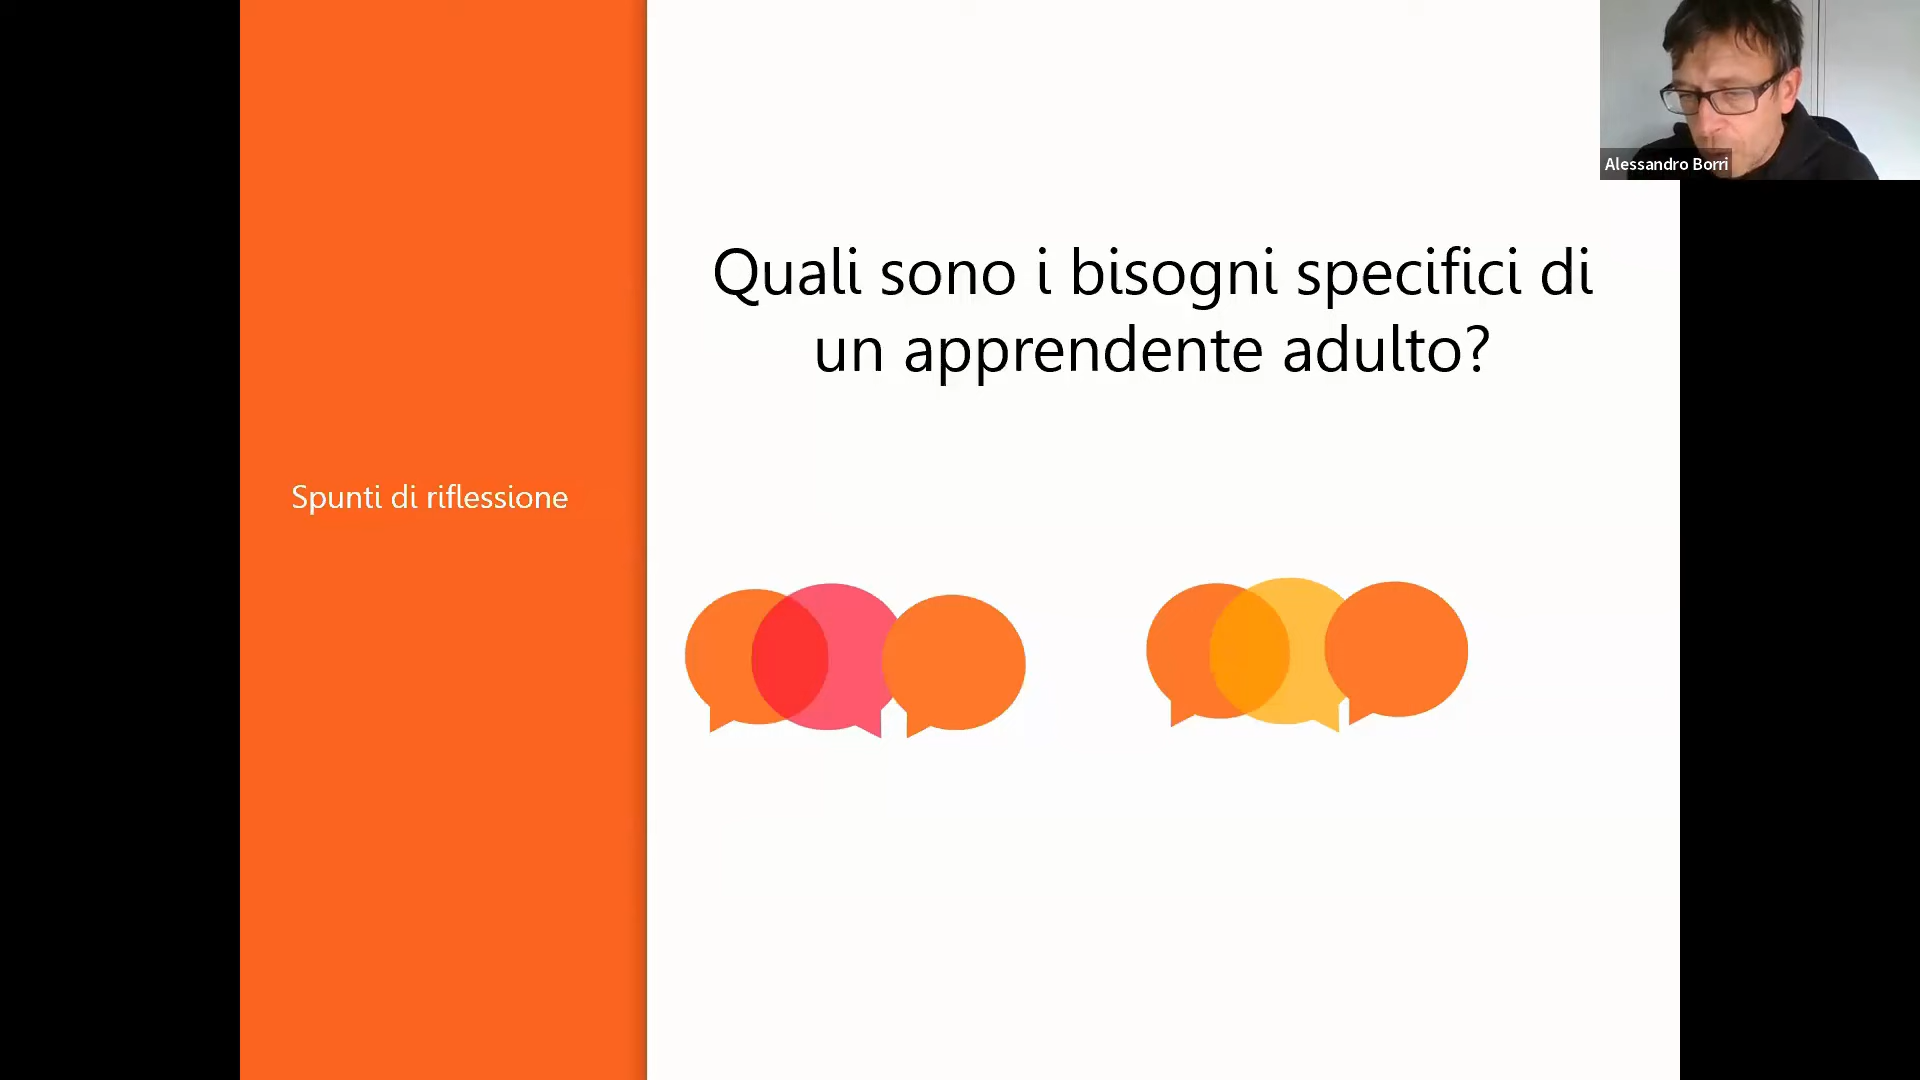 Alessandro Borri
Quali sono i bisogni specifici di
un apprendente adulto?
Spunti di riflessione